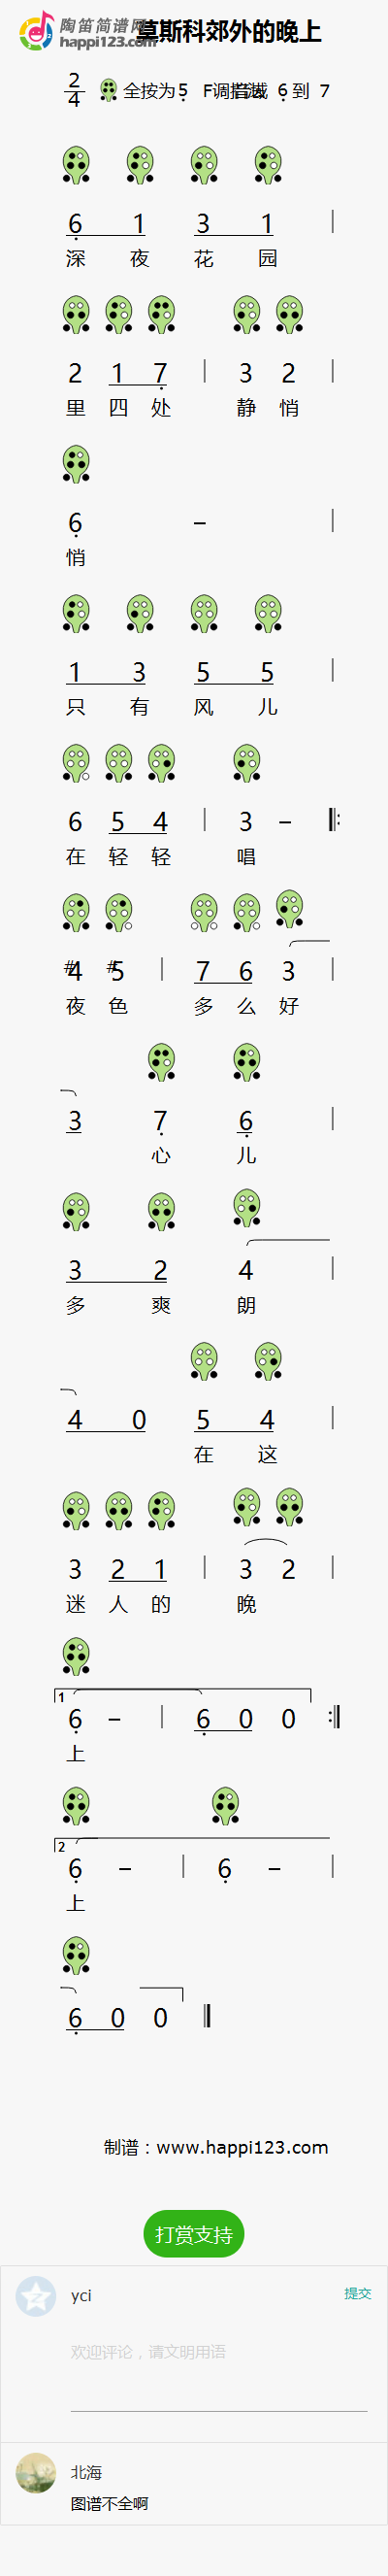 陶笛简谱网
happi123.com
莫斯科郊外的晚上
2
4
全按为5 F调指法 音域 6 到 7
6 1 3 1 |
深 夜 花 园
2 1 7 | 3 2 |
里 四 处 静 悄
6 - |
悄
1 3 5 5 |
只 有 风 儿
6 5 4 | 3 - |:
在 轻 轻 唱
#4 #5 | 7 6 3 |
夜 色 多 么 好
3 7 6 |
心 儿
3 2 4 |
多 爽 朗
4 0 5 4 |
在 这
3 2 1 | 3 2 |
迷 人 的 晚
1
6 - | 6 0 0 :|
上
2
6 - | 6 - |
上
6 0 0 ‖
制谱：www.happi123.com
打赏支持
yci 提交
欢迎评论，请文明用语
北海
图谱不全啊